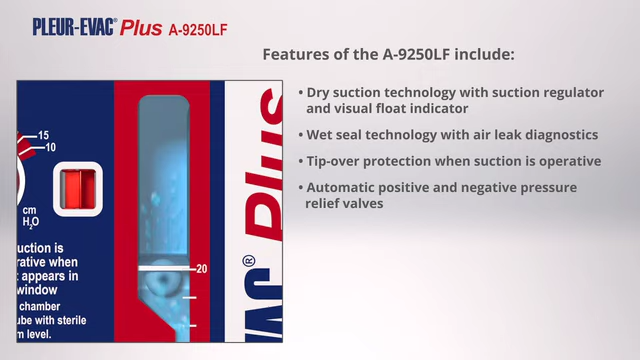 PLEUR-EVAC® Plus A-9250LF
Features of the A-9250LF include:
• Dry suction technology with suction regulator
and visual float indicator
• Wet seal technology with air leak diagnostics
• Tip-over protection when suction is operative
• Automatic positive and negative pressure
relief valves
15
10
cm
H2O
uction is
rative when
appears in
window
chamber
ube with sterile
m level.
20
Plus
®
VAC